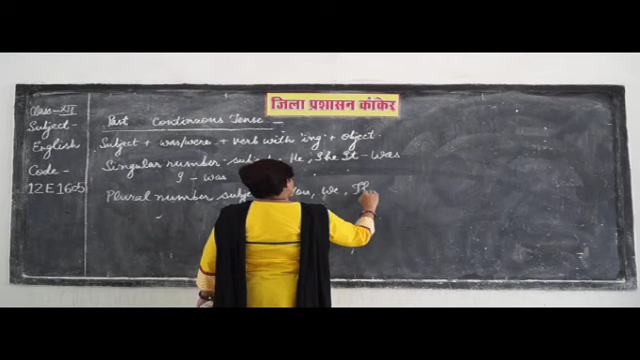 जिला प्रशासन कांकेर
Class - XII
Subject -
English
Code -
12E1605
Past Continuous Tense -
Subject + was/were + verb with 'ing' + object.
Singular number - He, She It - was
I - was
Plural number you, we, Th